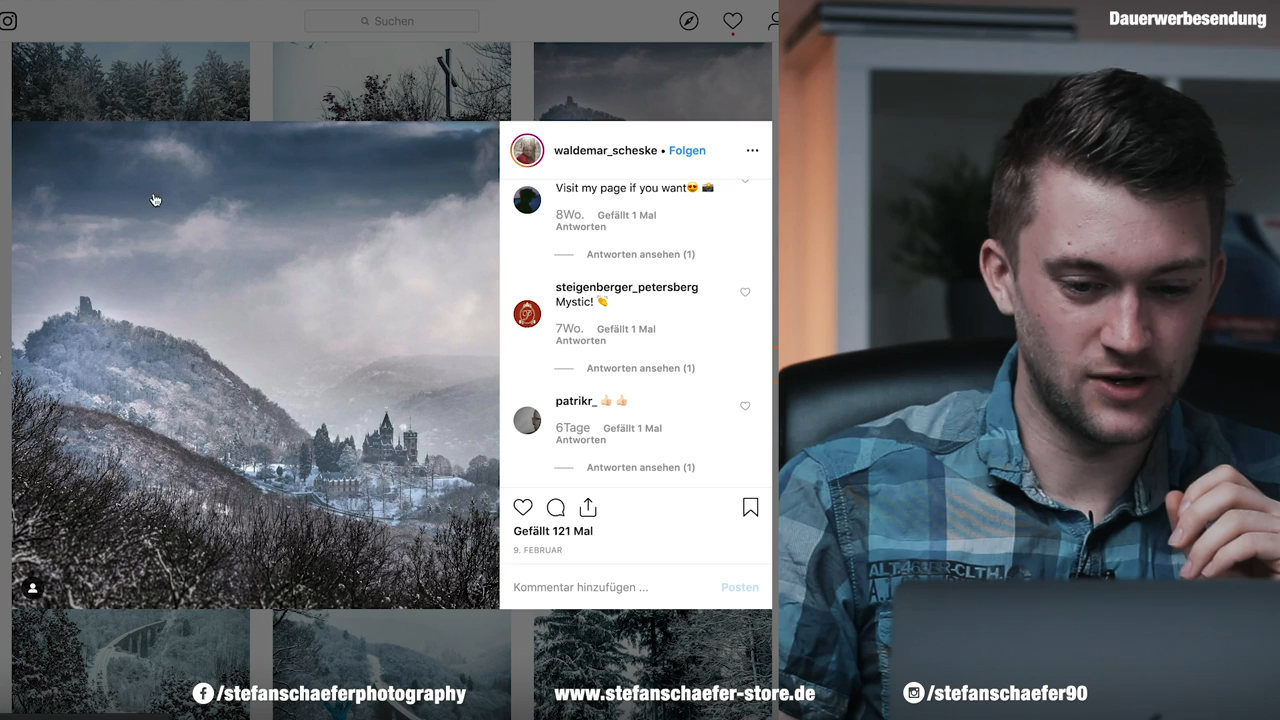 Suchen
Dauerwerbesendung
waldemar_scheske • Folgen
Visit my page if you want😍 📸
8Wo. Gefällt 1 Mal
Antworten
Antworten ansehen (1)
steigenberger_petersberg
Mystic! 👏
7Wo. Gefällt 1 Mal
Antworten
Antworten ansehen (1)
patrikr_ 👍🏻 👍🏻
6Tage Gefällt 1 Mal
Antworten
Antworten ansehen (1)
Gefällt 121 Mal
9. FEBRUAR
Kommentar hinzufügen ... Posten
/stefanschaeferphotography
www.stefanschaefer-store.de
/stefanschaefer90